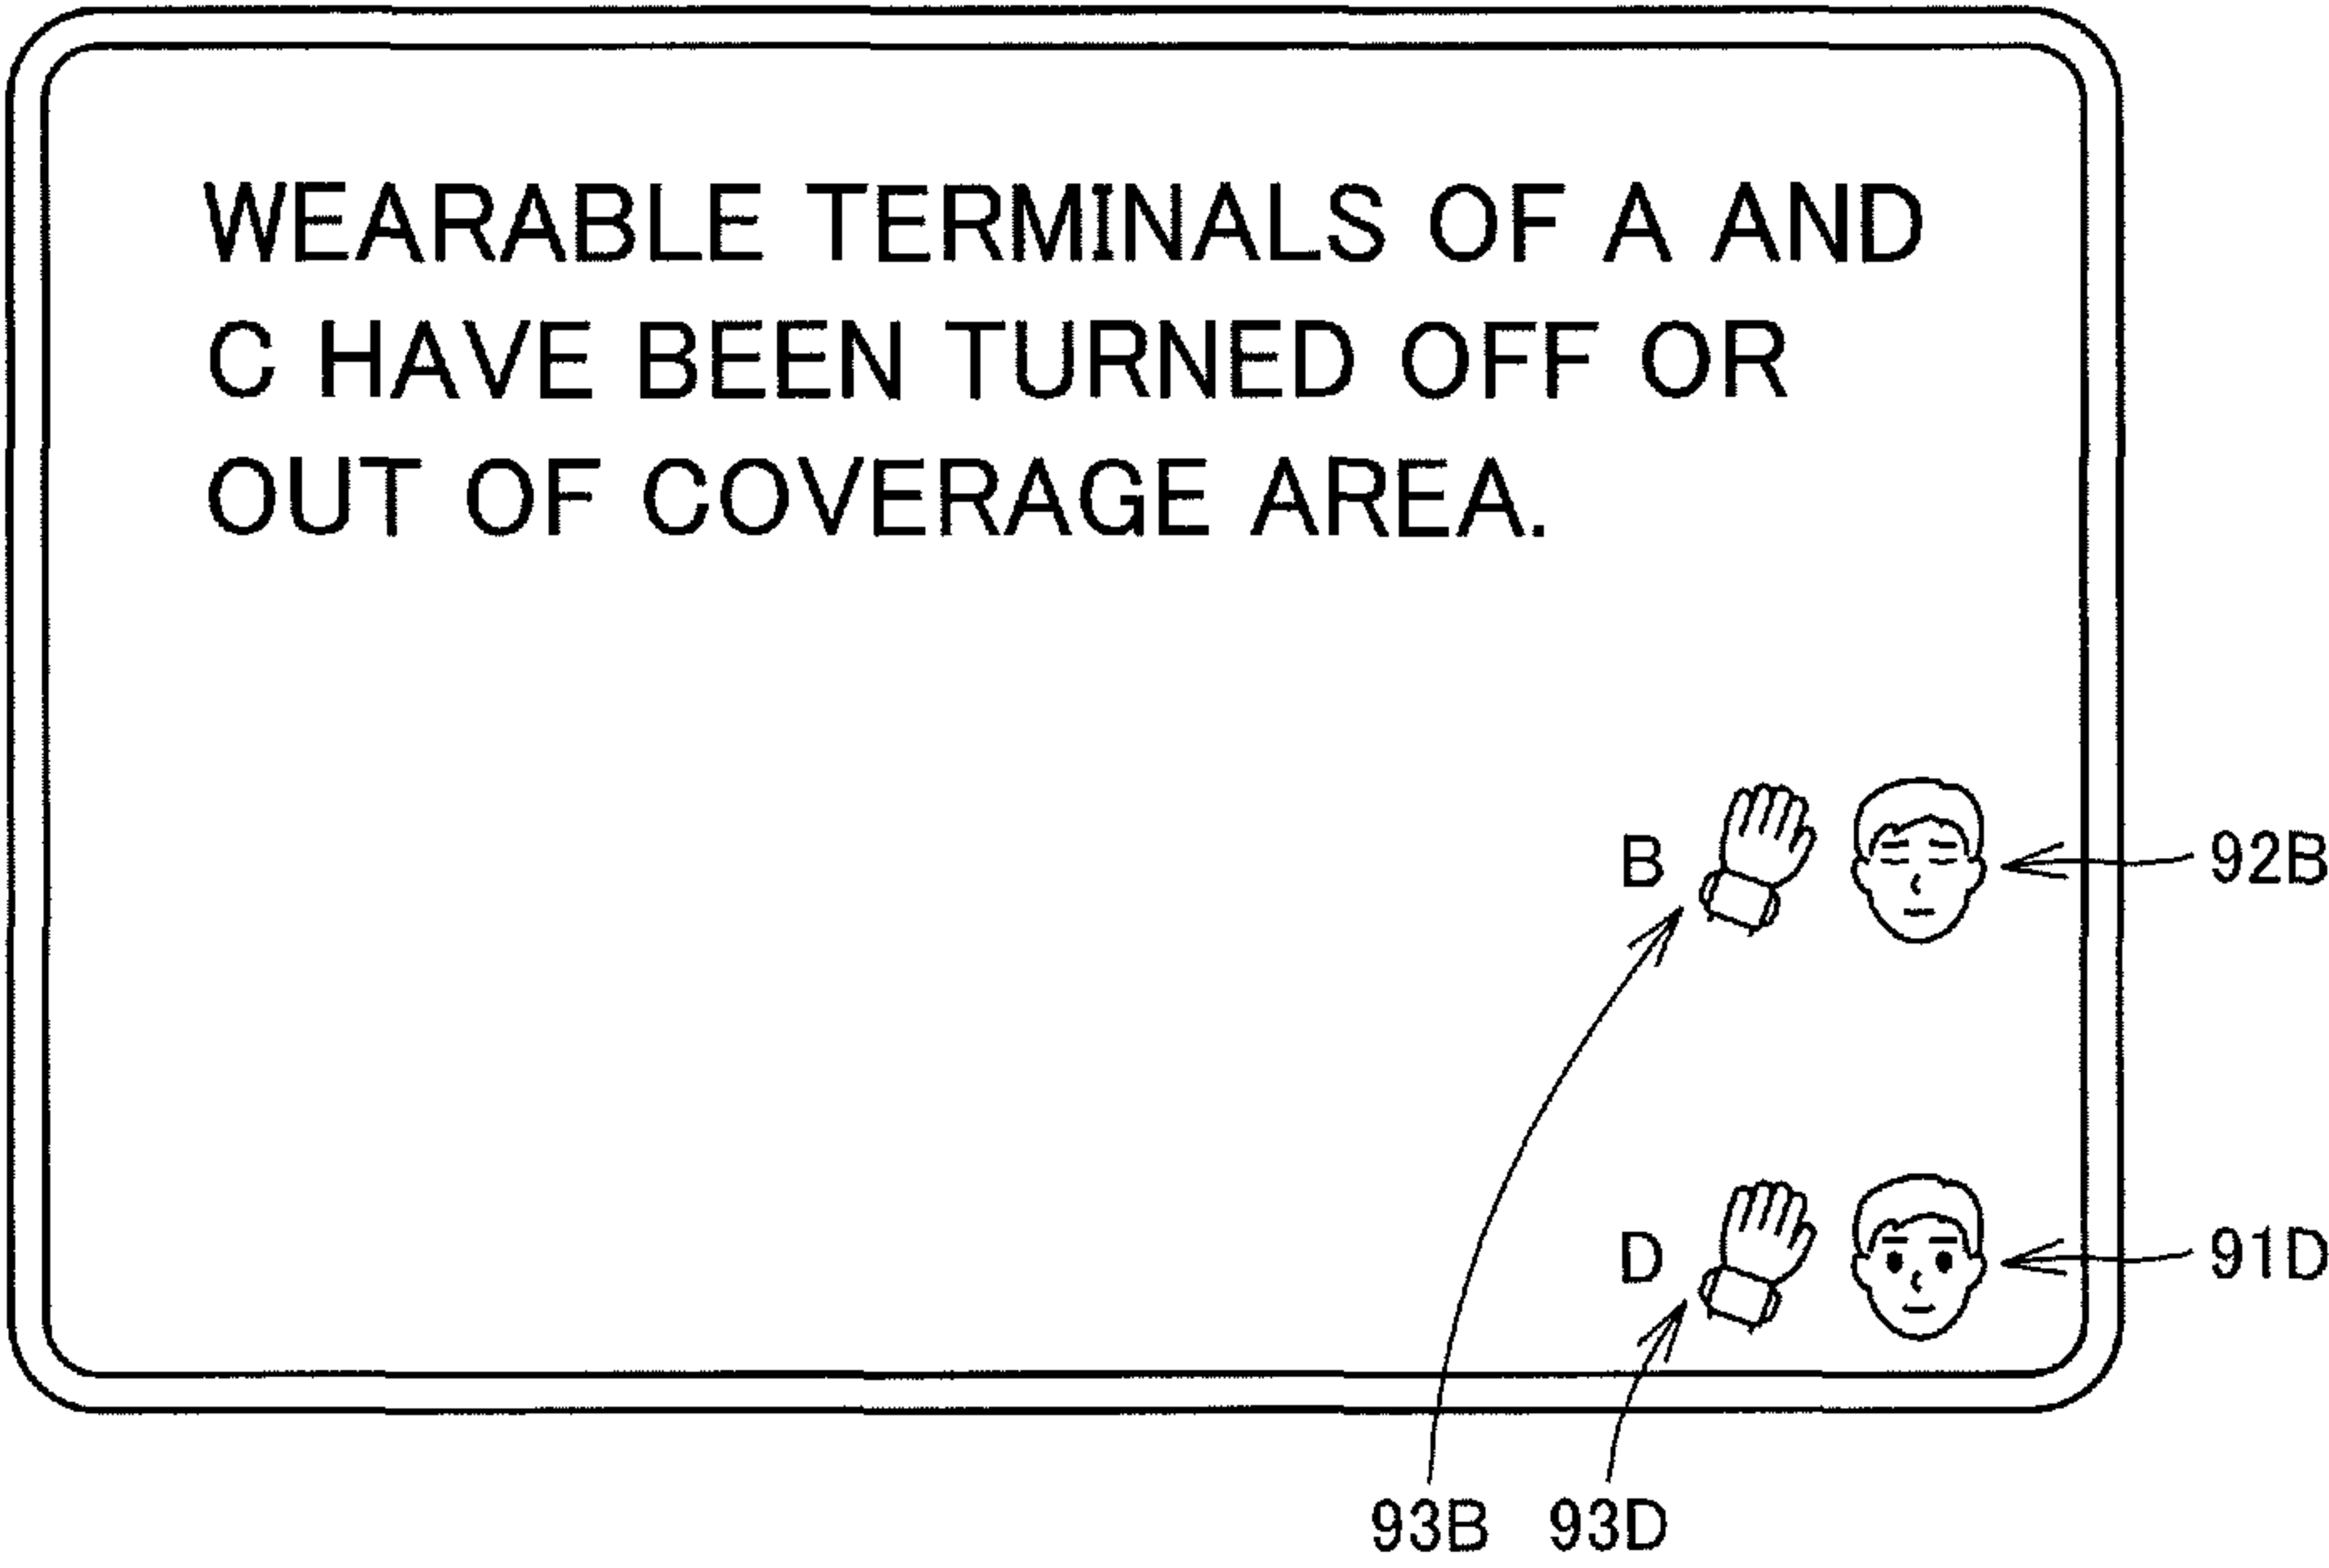 WEARABLE TERMINALS OF A AND
C HAVE BEEN TURNED OFF OR
OUT OF COVERAGE AREA.
B
92B
D
91D
93B
93D